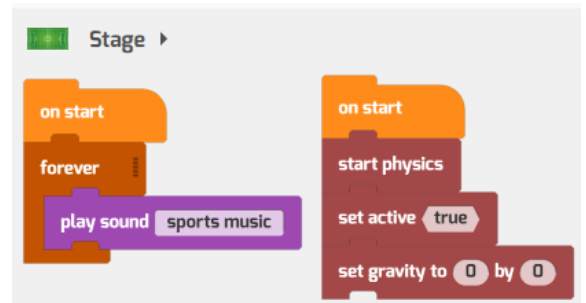 Stage
on start
forever
play sound sports music
on start
start physics
set active true
set gravity to 0 by 0